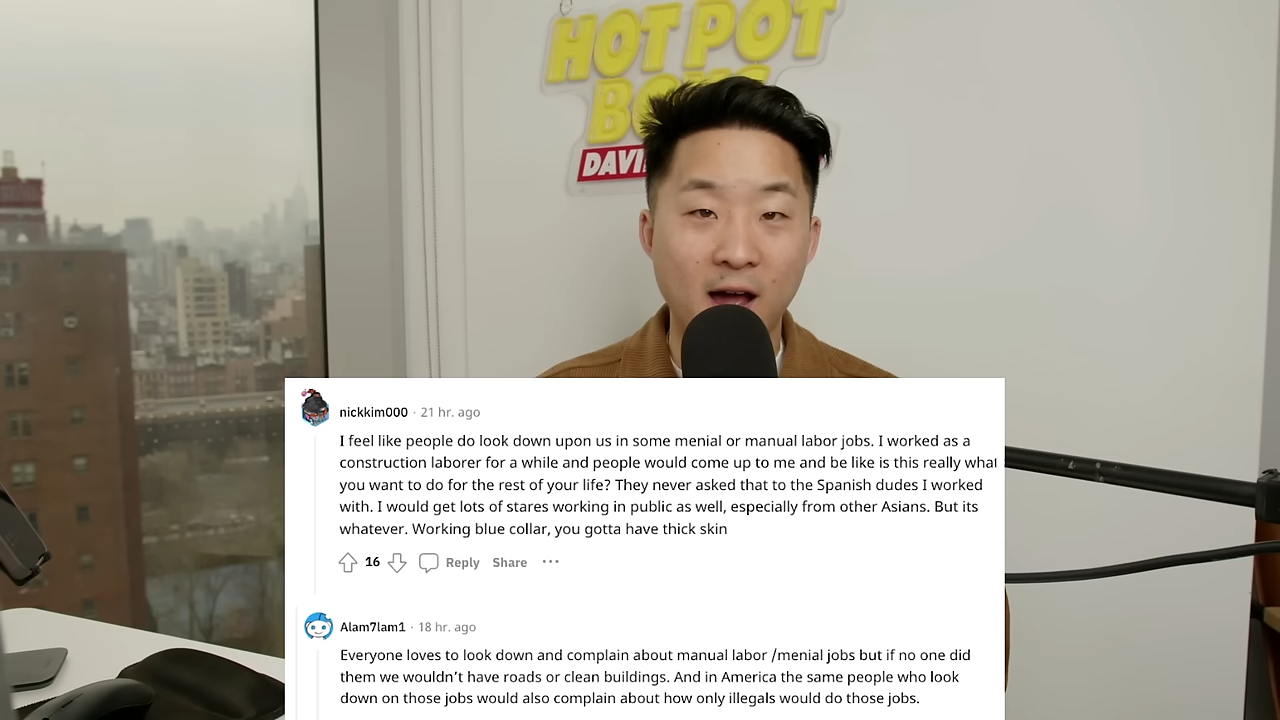 HOT POT
BO
DAVI
nickkim000 · 21 hr. ago
I feel like people do look down upon us in some menial or manual labor jobs. I worked as a
construction laborer for a while and people would come up to me and be like is this really what
you want to do for the rest of your life? They never asked that to the Spanish dudes I worked
with. I would get lots of stares working in public as well, especially from other Asians. But its
whatever. Working blue collar, you gotta have thick skin
16 Reply Share ...
Alam7lam1 · 18 hr. ago
Everyone loves to look down and complain about manual labor /menial jobs but if no one did
them we wouldn't have roads or clean buildings. And in America the same people who look
down on those jobs would also complain about how only illegals would do those jobs.